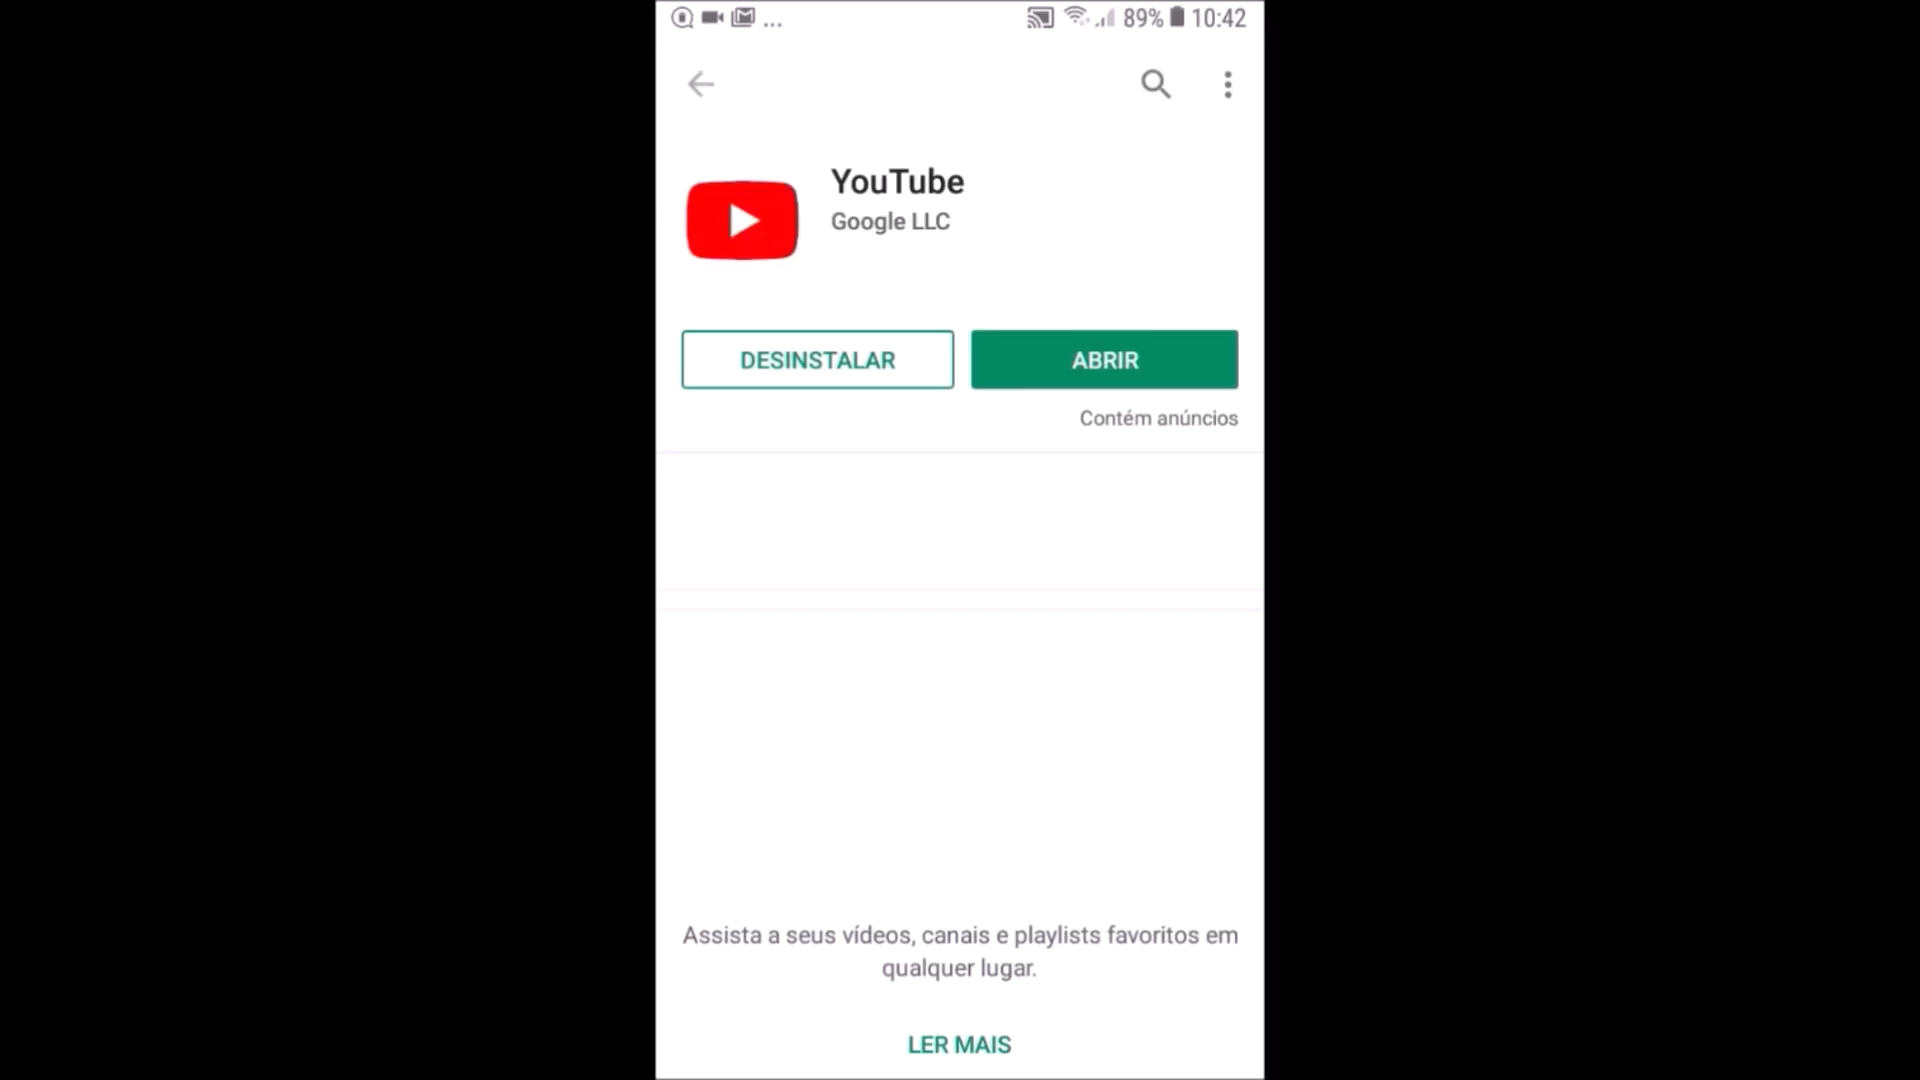 ... 89% 10:42
YouTube
Google LLC
DESINSTALAR ABRIR
Contém anúncios
Assista a seus vídeos, canais e playlists favoritos em
qualquer lugar.
LER MAIS